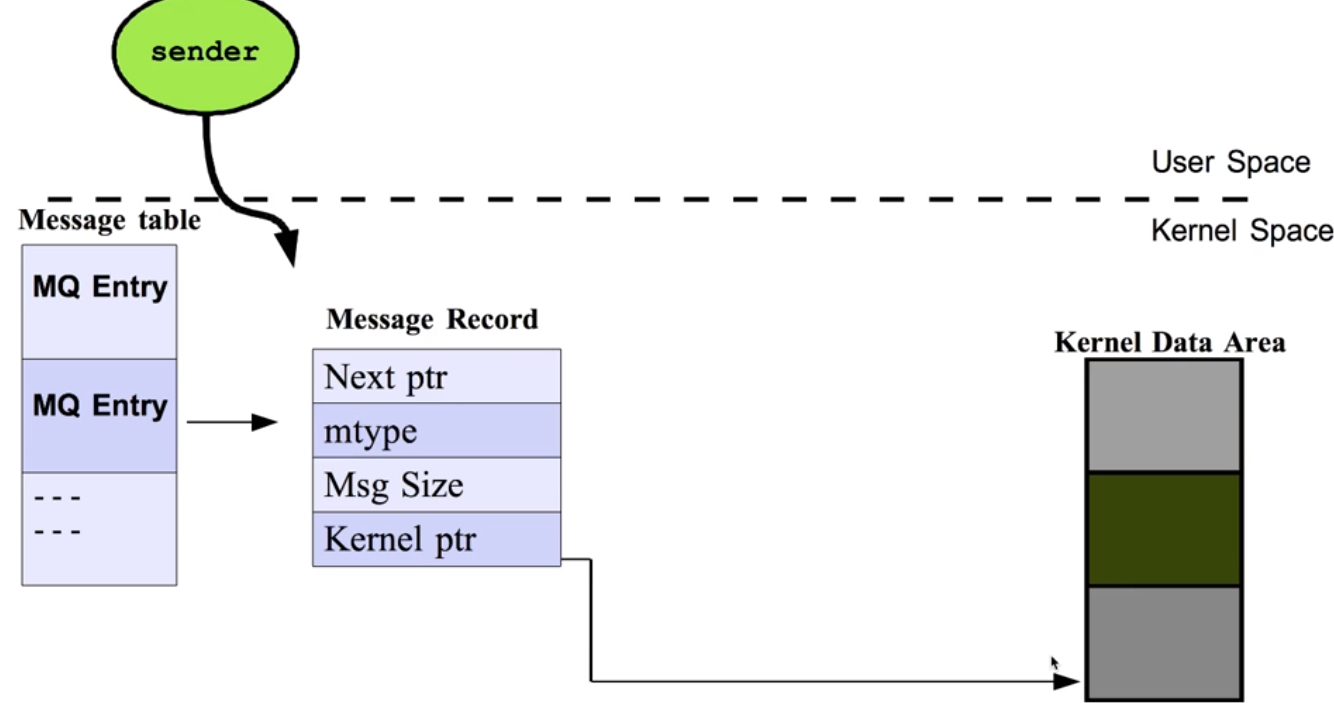 sender
User Space
Kernel Space
Message table
MQ Entry
MQ Entry
---
---
Message Record
Next ptr
mtype
Msg Size
Kernel ptr
Kernel Data Area